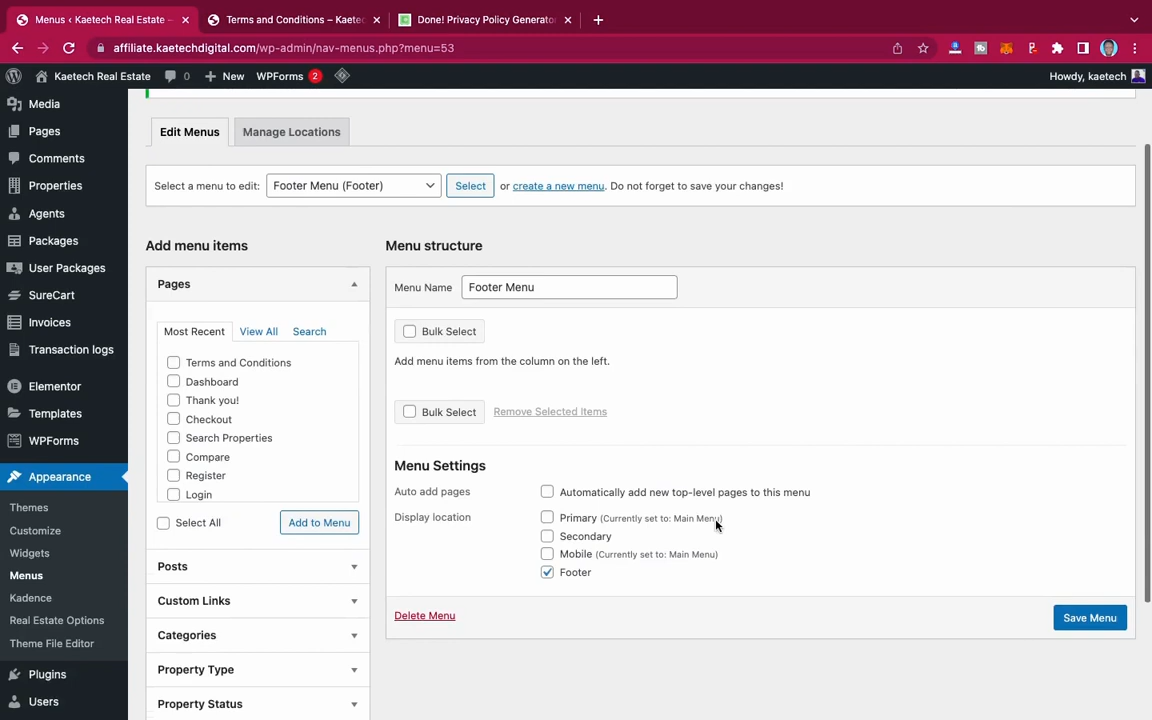 Menus ‹ Kaetech Real Estate –
Terms and Conditions – Kaetec
Done! Privacy Policy Generator
affiliate.kaetechdigital.com/wp-admin/nav-menus.php?menu=53
Kaetech Real Estate
0
New
WPForms 2
Howdy, kaetech
Media
Pages
Comments
Properties
Agents
Packages
User Packages
SureCart
Invoices
Transaction logs
Elementor
Templates
WPForms
Appearance
Themes
Customize
Widgets
Menus
Kadence
Real Estate Options
Theme File Editor
Plugins
Users
Edit Menus
Manage Locations
Select a menu to edit: Footer Menu (Footer) Select or create a new menu. Do not forget to save your changes!
Add menu items
Pages
Most Recent View All Search
Terms and Conditions
Dashboard
Thank you!
Checkout
Search Properties
Compare
Register
Login
Select All
Add to Menu
Posts
Custom Links
Categories
Property Type
Property Status
Menu structure
Menu Name Footer Menu
Bulk Select
Add menu items from the column on the left.
Bulk Select Remove Selected Items
Menu Settings
Auto add pages Automatically add new top-level pages to this menu
Display location Primary (Currently set to: Main Menu)
Secondary
Mobile (Currently set to: Main Menu)
Footer
Delete Menu
Save Menu